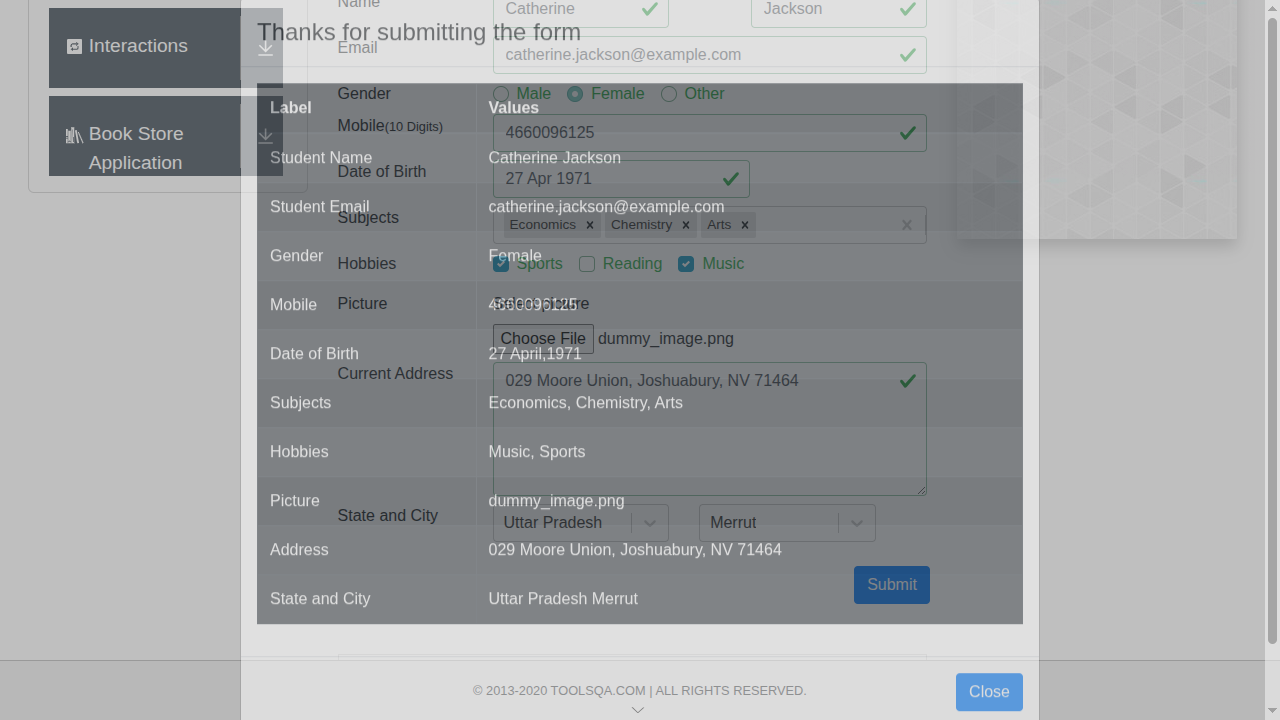 Name
Catherine
Jackson
Thanks for submitting the form
Interactions
Email
catherine.jackson@example.com
Gender
Male
Female
Other
Label
Values
Mobile(10 Digits)
4660096125
Book Store
Application
Student Name
Catherine Jackson
Date of Birth
27 Apr 1971
Student Email
catherine.jackson@example.com
Subjects
Economics
Chemistry
Arts
Gender
Female
Hobbies
Sports
Reading
Music
Mobile
4660096125
Picture
Select picture
Choose File
dummy_image.png
Date of Birth
27 April,1971
Current Address
029 Moore Union, Joshuabury, NV 71464
Subjects
Economics, Chemistry, Arts
Hobbies
Music, Sports
Picture
dummy_image.png
State and City
Uttar Pradesh
Merrut
Address
029 Moore Union, Joshuabury, NV 71464
Submit
State and City
Uttar Pradesh Merrut
© 2013-2020 TOOLSQA.COM | ALL RIGHTS RESERVED.
Close